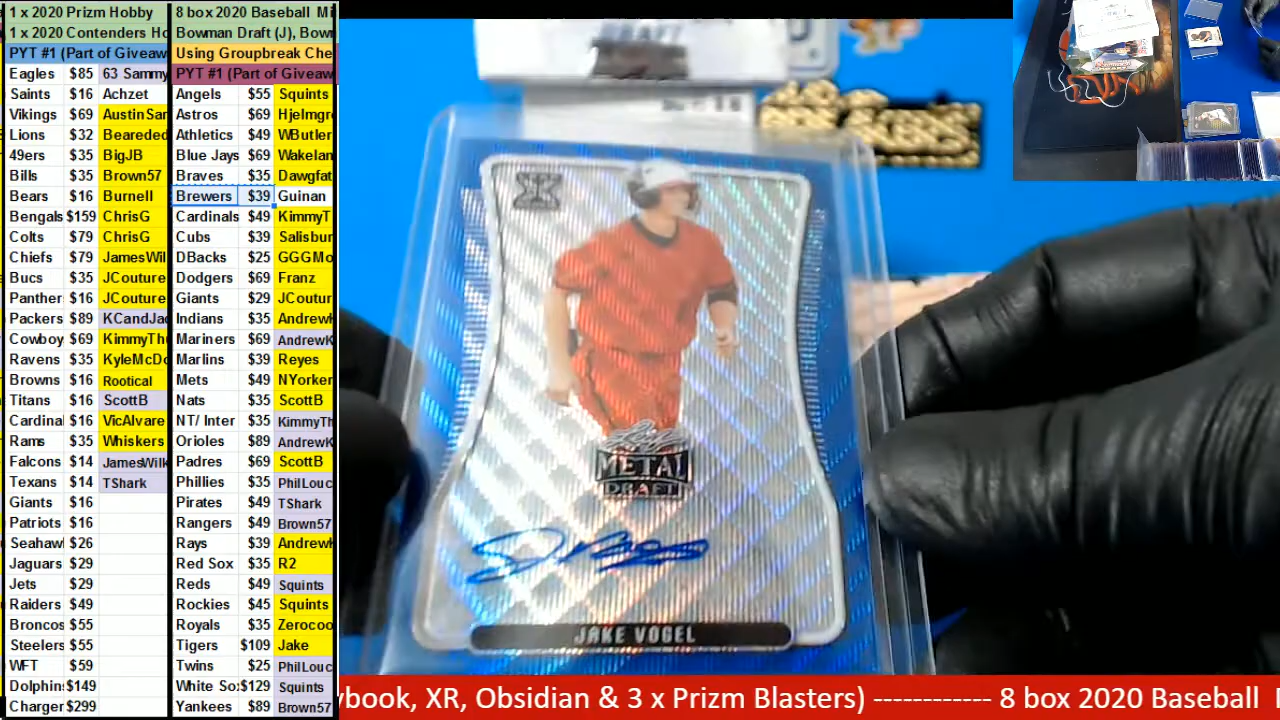 1 x 2020 Prizm Hobby
1 x 2020 Contenders Ho
PYT #1 (Part of Giveaw
Eagles $85 63 Sammy
Saints $16 Achzet
Vikings $69 AustinSar
Lions $32 Beareded
49ers $35 BigJB
Bills $35 Brown57
Bears $16 Burnell
Bengals $159 ChrisG
Colts $79 ChrisG
Chiefs $79 JamesWil
Bucs $35 JCouture
Panther $16 JCouture
Packers $89 KCandJac
Cowboy $69 KimmyTh
Ravens $35 KyleMcDo
Browns $16 Rootical
Titans $16 ScottB
Cardinal $16 VicAlvare
Rams $35 Whiskers
Falcons $14 JamesWilk
Texans $14 TShark
Giants $16
Patriots $16
Seahaw $26
Jaguars $29
Jets $29
Raiders $49
Broncos $55
Steelers $55
WFT $59
Dolphin $149
Charger $299
8 box 2020 Baseball Mi
Bowman Draft (J), Bow
Using Groupbreak Che
PYT #1 (Part of Giveaw
Angels $55 Squints
Astros $69 Hjelmgr
Athletics $49 WButler
Blue Jays $69 Wakelan
Braves $35 Dawgfat
Brewers $39 Guinan
Cardinals $49 KimmyT
Cubs $39 Salisbur
DBacks $25 GGGMo
Dodgers $69 Franz
Giants $29 JCoutur
Indians $35 AndrewK
Mariners $69 AndrewK
Marlins $39 Reyes
Mets $49 NYorker
Nats $35 ScottB
NT/ Inter $35 KimmyTh
Orioles $89 AndrewK
Padres $69 ScottB
Phillies $35 PhilLouc
Pirates $49 TShark
Rangers $49 Brown57
Rays $39 AndrewK
Red Sox $35 R2
Reds $49 Squints
Rockies $45 Squints
Royals $35 Zerocoo
Tigers $109 Jake
Twins $25 PhilLouc
White So $129 Squints
Yankees $89 Brown57
DRAFT
Leaf
METAL
DRAFT
JAKE VOGEL
ybook, XR, Obsidian & 3 x Prizm Blasters) ------------ 8 box 2020 Baseball